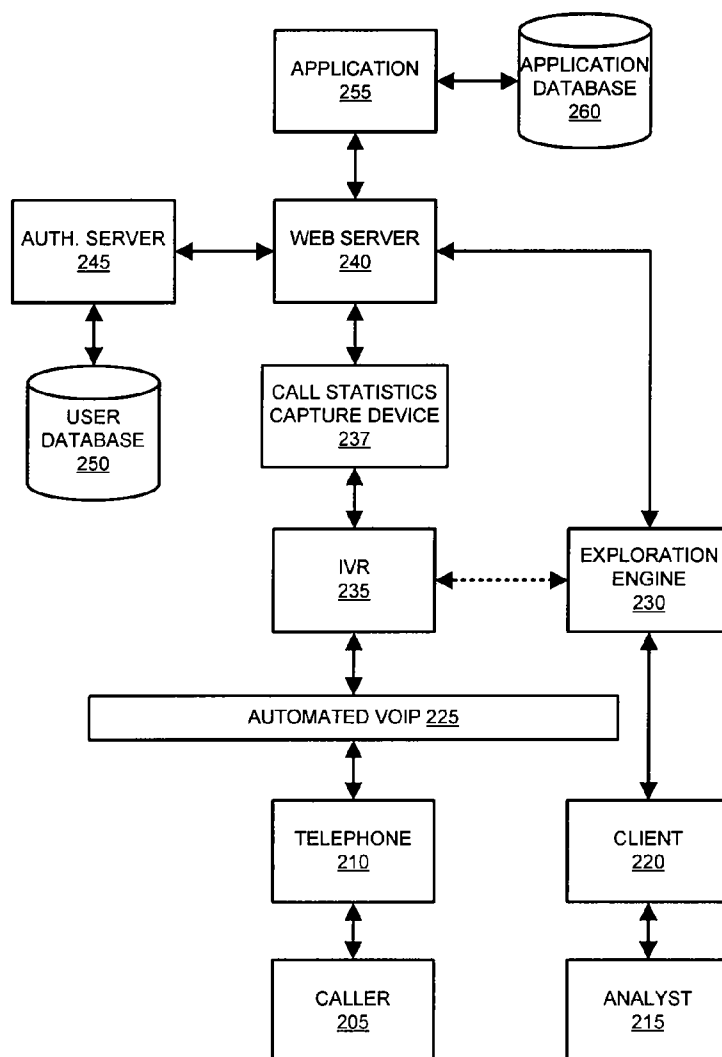 APPLICATION
255
APPLICATION
DATABASE
260
AUTH. SERVER
245
WEB SERVER
240
USER
DATABASE
250
CALL STATISTICS
CAPTURE DEVICE
237
IVR
235
EXPLORATION
ENGINE
230
AUTOMATED VOIP 225
TELEPHONE
210
CLIENT
220
CALLER
205
ANALYST
215